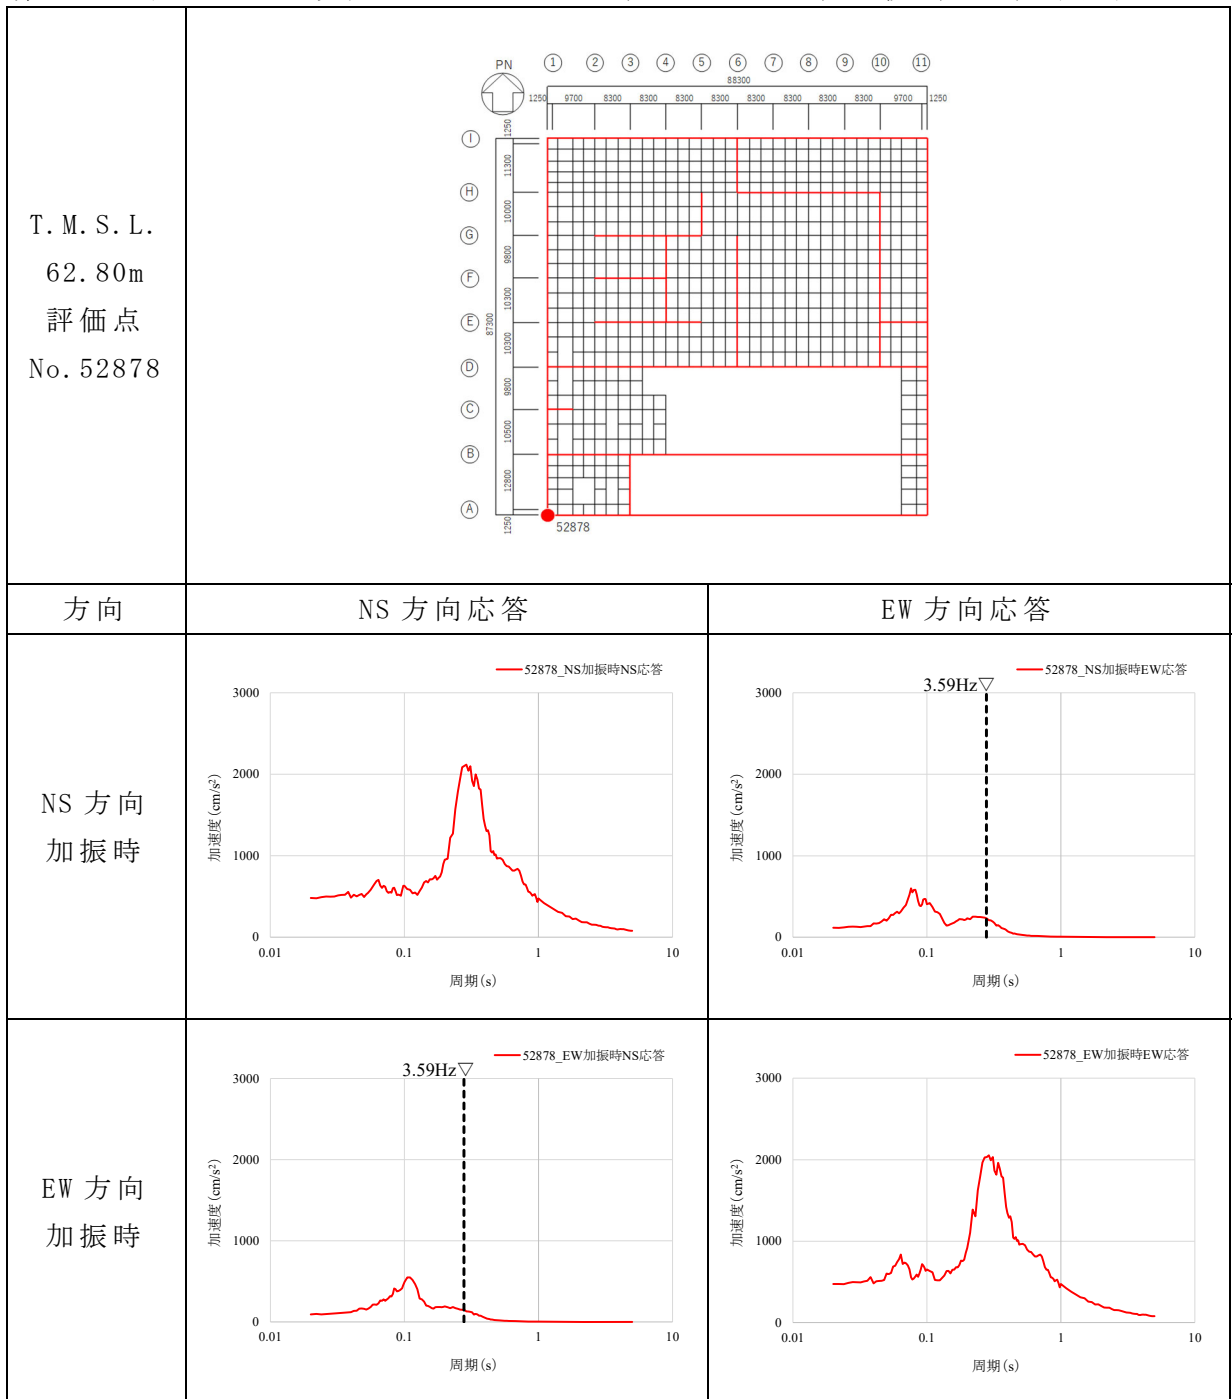 T.M.S.L.
62.80m
評価点
No.52878
PN
1 2 3 4 5 6 7 8 9 10 11
88300
1250 9700 8300 8300 8300 8300 8300 8300 8300 9700 1250
I
H
G
F
E
D
C
B
A
1250
11300
10000
9800
10300
10300
9800
10500
12800
1250
87300
52878
方向
NS 方向応答
EW 方向応答
NS 方向
加振時
52878_NS加振時NS応答
加速度(cm/s²)
3000
2000
1000
0
0.01 0.1 1 10
周期(s)
52878_NS加振時EW応答
3.59Hz▽
加速度(cm/s²)
3000
2000
1000
0
0.01 0.1 1 10
周期(s)
EW 方向
加振時
52878_EW加振時NS応答
3.59Hz▽
加速度(cm/s²)
3000
2000
1000
0
0.01 0.1 1 10
周期(s)
52878_EW加振時EW応答
加速度(cm/s²)
3000
2000
1000
0
0.01 0.1 1 10
周期(s)